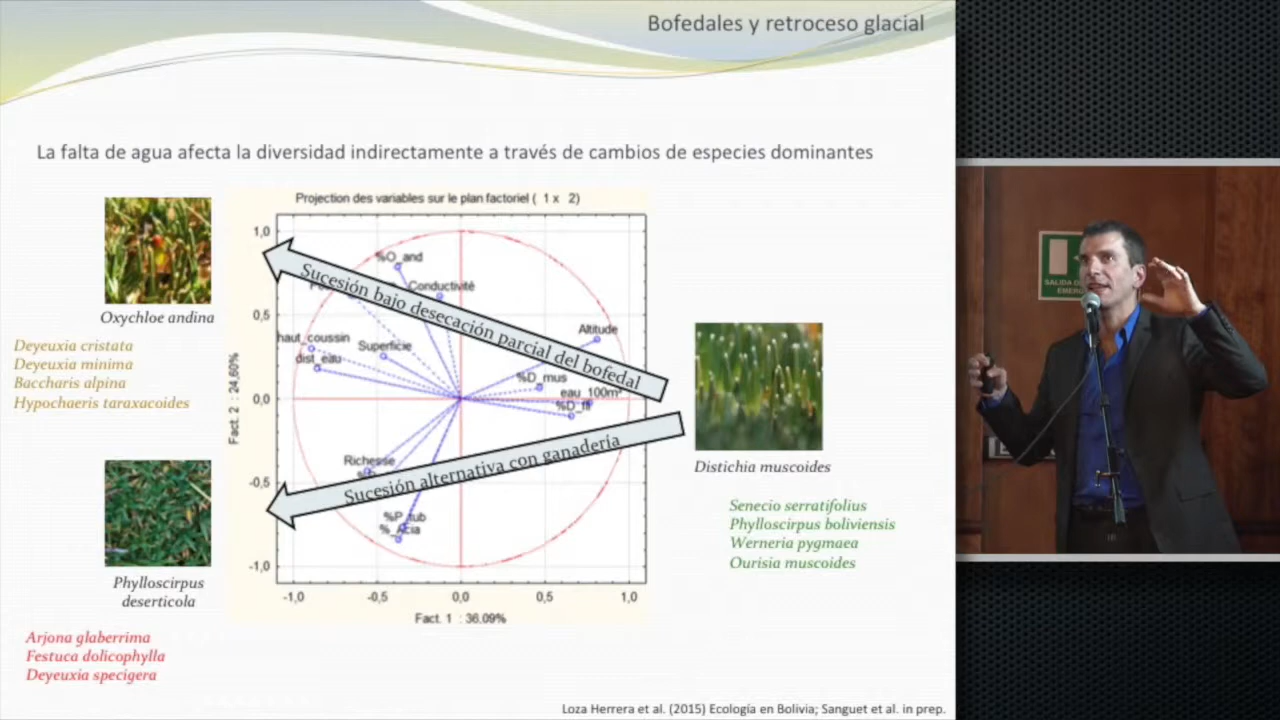 Bofedales y retroceso glacial
La falta de agua afecta la diversidad indirectamente a través de cambios de especies dominantes
Projection des variables sur le plan factoriel ( 1 x 2)
1,0
0,5
0,0
-0,5
-1,0
Fact. 2 : 24,60%
%O_and
Conductivité
Altitude
haut_coussin
dist_eau
Superficie
%D_mus
eau_100m²
Richesse
%P_tub
%_Acia
Sucesión bajo desecación parcial del bofedal
Sucesión alternativa con ganadería
-1,0 -0,5 0,0 0,5 1,0
Fact. 1 : 36.09%
Oxychloe andina
Deyeuxia cristata
Deyeuxia minima
Baccharis alpina
Hypochaeris taraxacoides
Phylloscirpus
deserticola
Arjona glaberrima
Festuca dolicophylla
Deyeuxia specigera
Distichia muscoides
Senecio serratifolius
Phylloscirpus boliviensis
Werneria pygmaea
Ourisia muscoides
Loza Herrera et al. (2015) Ecología en Bolivia; Sanguet et al. in prep.
SALIDA